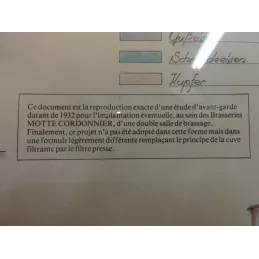 Gußeisen
Schmiedeeisen
Kupfer
Ce document est la reproduction exacte d'une étude d'avant-garde
datant de 1932 pour l'implantation éventuelle, au sein des Brasseries
MOTTE CORDONNIER, d'une double salle de brassage.
Finalement, ce projet n'a pas été adopté dans cette forme mais dans
une formule légèrement différente remplaçant le principe de la cuve
filtrante par le filtre presse.